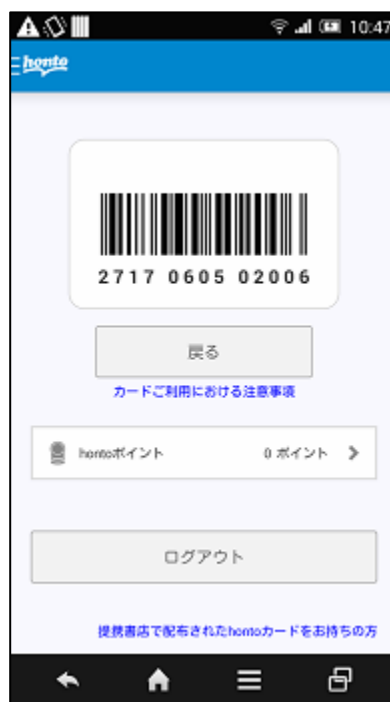 10:47
honto
2717 0605 02006
戻る
カードご利用における注意事項
hontoポイント 0 ポイント
ログアウト
提携書店で配布されたhontoカードをお持ちの方